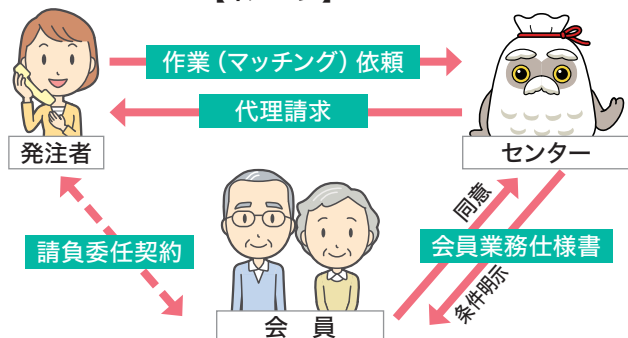 作業（マッチング）依頼
代理請求
発注者
センター
同意
請負委任契約
会員業務仕様書
条件明示
会員